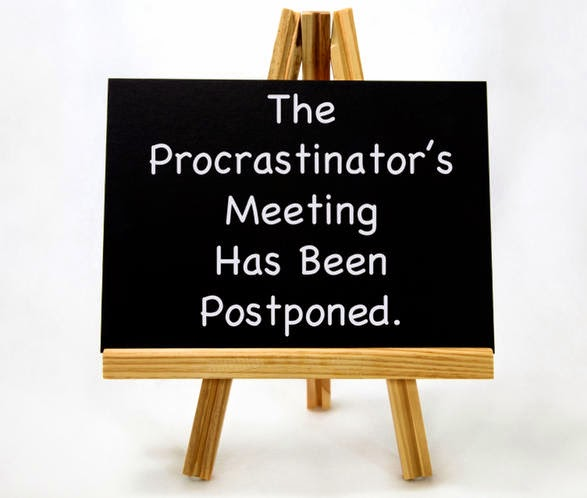 The
Procrastinator's
Meeting
Has Been
Postponed.